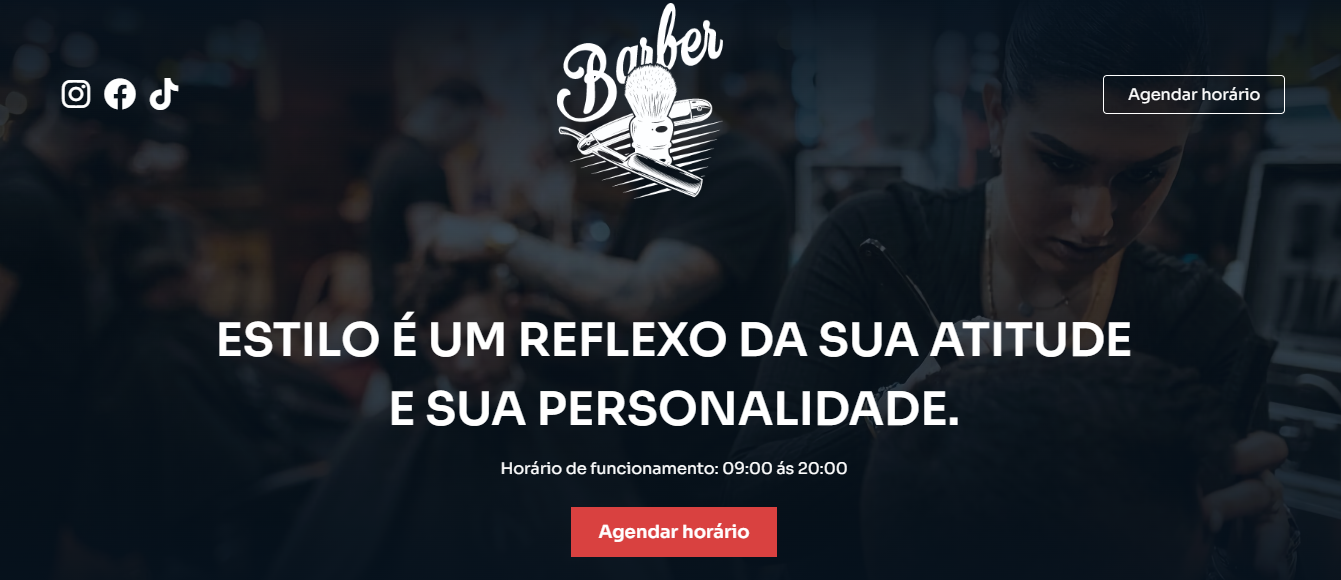 Barber
Agendar horário
ESTILO É UM REFLEXO DA SUA ATITUDE
E SUA PERSONALIDADE.
Horário de funcionamento: 09:00 ás 20:00
Agendar horário